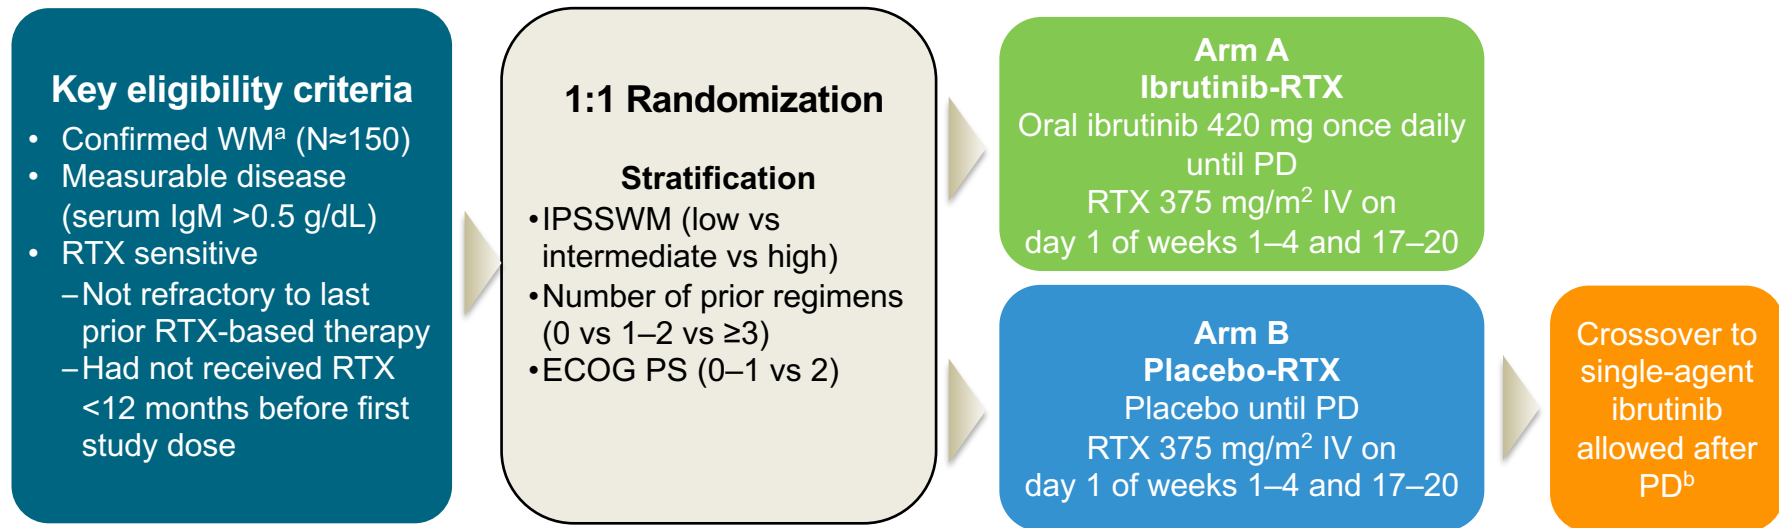 Key eligibility criteria
• Confirmed WMᵃ (N≈150)
• Measurable disease
(serum IgM >0.5 g/dL)
• RTX sensitive
–Not refractory to last
prior RTX-based therapy
–Had not received RTX
<12 months before first
study dose
1:1 Randomization
Stratification
•IPSSWM (low vs
intermediate vs high)
•Number of prior regimens
(0 vs 1–2 vs ≥3)
•ECOG PS (0–1 vs 2)
Arm A
Ibrutinib-RTX
Oral ibrutinib 420 mg once daily
until PD
RTX 375 mg/m² IV on
day 1 of weeks 1–4 and 17–20
Arm B
Placebo-RTX
Placebo until PD
RTX 375 mg/m² IV on
day 1 of weeks 1–4 and 17–20
Crossover to
single-agent
ibrutinib
allowed after
PDᵇ